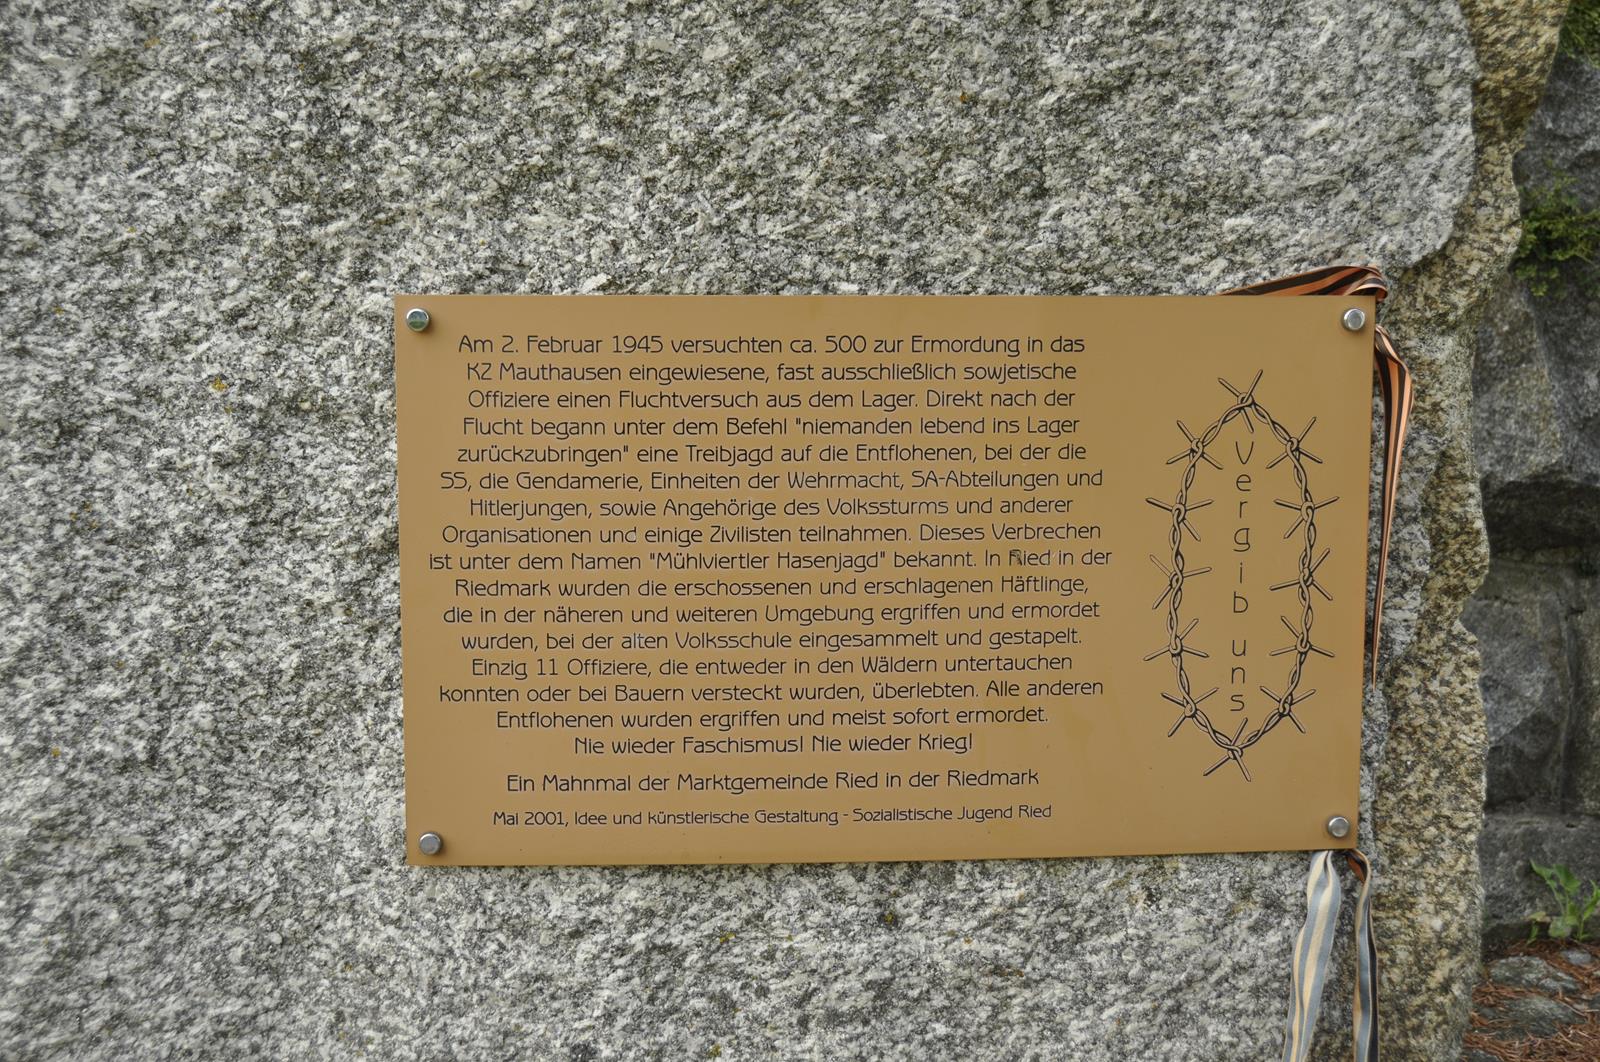 Am 2. Februar 1945 versuchten ca. 500 zur Ermordung in das
KZ Mauthausen eingewiesene, fast ausschließlich sowjetische
Offiziere einen Fluchtversuch aus dem Lager. Direkt nach der
Flucht begann unter dem Befehl "niemanden lebend ins Lager
zurückzubringen" eine Treibjagd auf die Entflohenen, bei der die
SS, die Gendamerie, Einheiten der Wehrmacht, SA-Abteilungen und
Hitlerjungen, sowie Angehörige des Volkssturms und anderer
Organisationen und einige Zivilisten teilnahmen. Dieses Verbrechen
ist unter dem Namen "Mühlviertler Hasenjagd" bekannt. In Ried in der
Riedmark wurden die erschossenen und erschlagenen Häftlinge,
die in der näheren und weiteren Umgebung ergriffen und ermordet
wurden, bei der alten Volksschule eingesammelt und gestapelt.
Einzig 11 Offiziere, die entweder in den Wäldern untertauchen
konnten oder bei Bauern versteckt wurden, überlebten. Alle anderen
Entflohenen wurden ergriffen und meist sofort ermordet.
Nie wieder Faschismus! Nie wieder Krieg!
Ein Mahnmal der Marktgemeinde Ried in der Riedmark
Mai 2001, Idee und künstlerische Gestaltung - Sozialistische Jugend Ried
Vergib uns